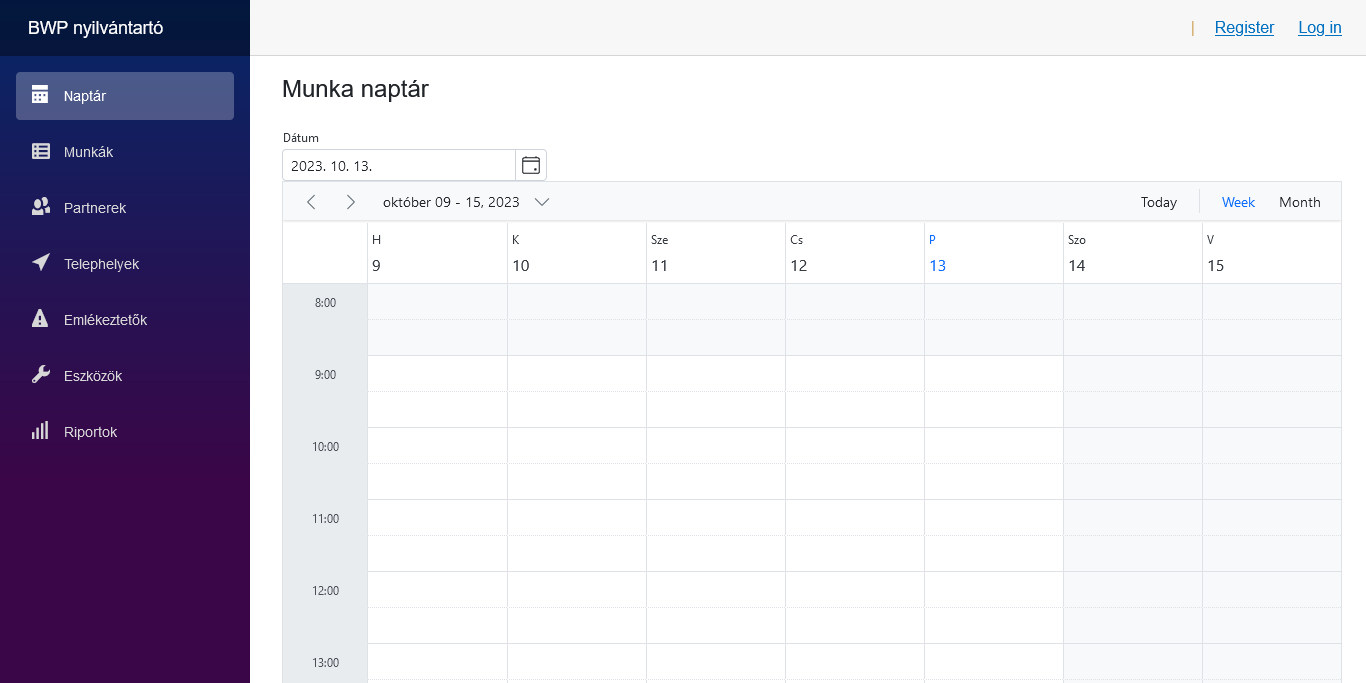 BWP nyilvántartó
| Register Log in
Naptár
Munkák
Partnerek
Telephelyek
Emlékeztetők
Eszközök
Riportok
Munka naptár
Dátum
2023. 10. 13.
október 09 - 15, 2023
Today Week Month
H K Sze Cs P Szo V
9 10 11 12 13 14 15
8:00
9:00
10:00
11:00
12:00
13:00